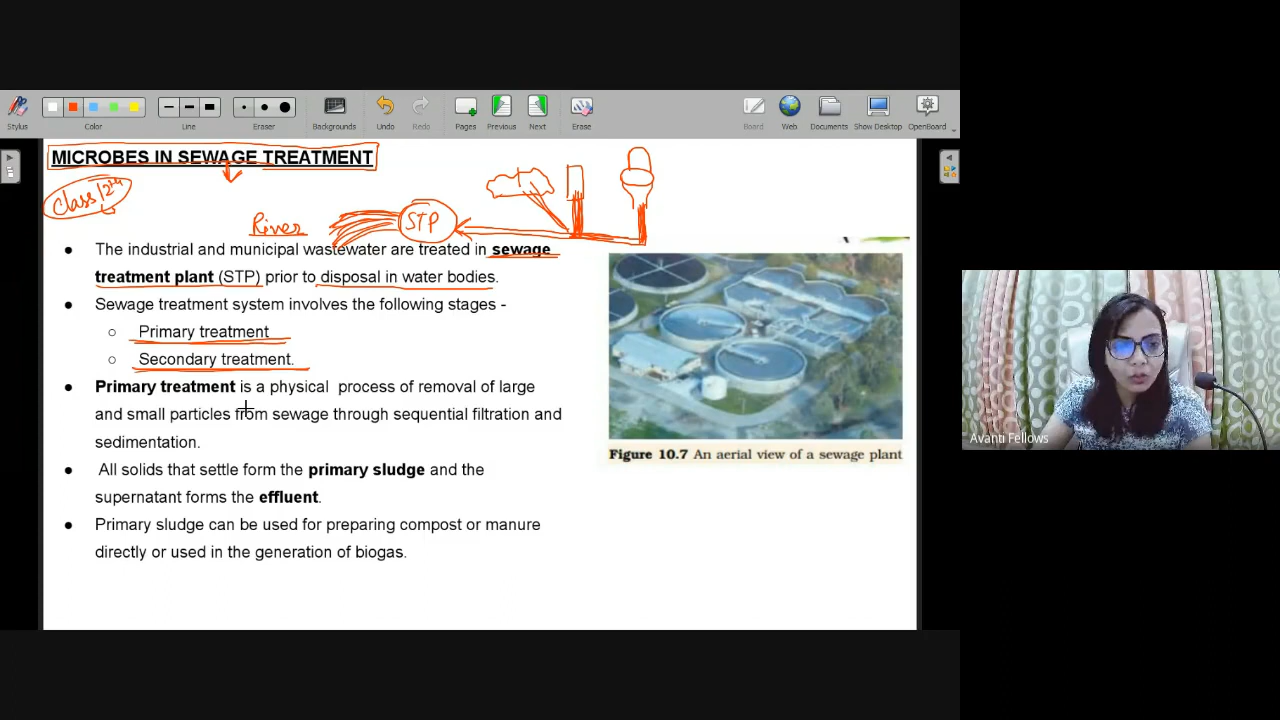 Stylus
Color
Line
Eraser
Backgrounds
Undo
Redo
Pages
Previous
Next
Erase
Board
Web
Documents
Show Desktop
OpenBoard
MICROBES IN SEWAGE TREATMENT
Class 12th
River
STP
The industrial and municipal wastewater are treated in sewage
treatment plant (STP) prior to disposal in water bodies.
Sewage treatment system involves the following stages -
Primary treatment
Secondary treatment.
Primary treatment is a physical process of removal of large
and small particles from sewage through sequential filtration and
sedimentation.
All solids that settle form the primary sludge and the
supernatant forms the effluent.
Primary sludge can be used for preparing compost or manure
directly or used in the generation of biogas.
Figure 10.7 An aerial view of a sewage plant
Avanti Fellows